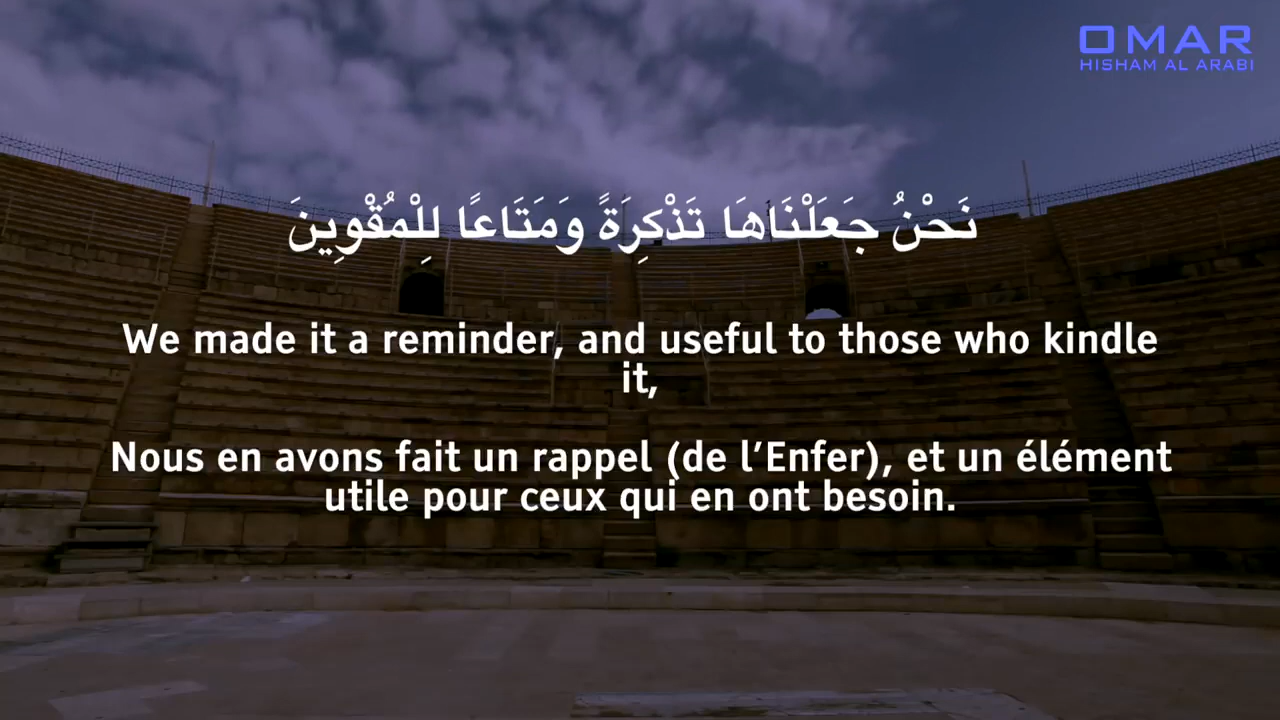 OMAR
HISHAM AL ARABI
نَحْنُ جَعَلْنَاهَا تَذْكِرَةً وَمَتَاعًا لِلْمُقْوِينَ
We made it a reminder, and useful to those who kindle
it,
Nous en avons fait un rappel (de l’Enfer), et un élément
utile pour ceux qui en ont besoin.